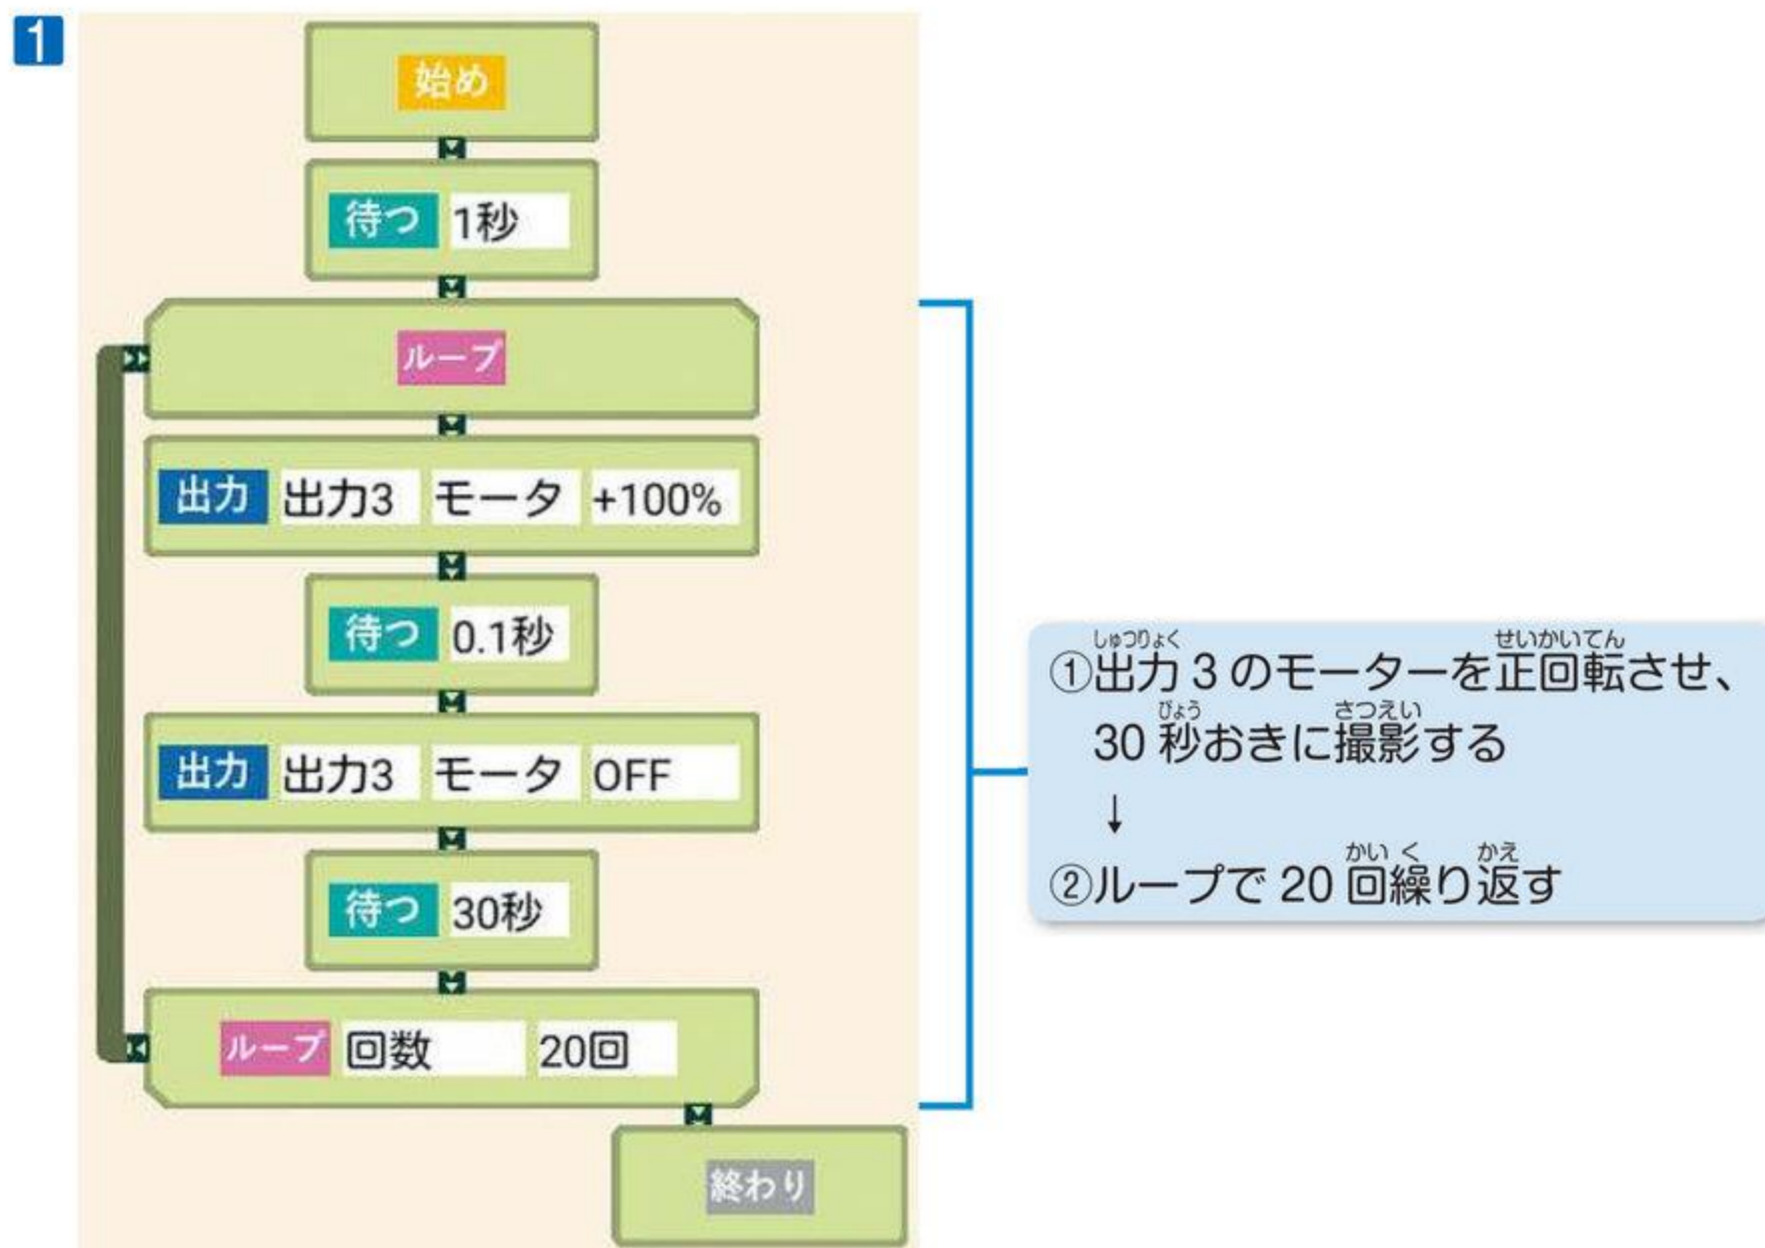 1
始め
待つ 1秒
ループ
出力 出力3 モータ +100%
待つ 0.1秒
出力 出力3 モータ OFF
待つ 30秒
ループ 回数 20回
終わり
しゅつりょく せいかいてん
①出力 3 のモーターを正回転させ、
びょう さつえい
30 秒おきに撮影する
↓
かい く かえ
②ループで 20 回繰り返す